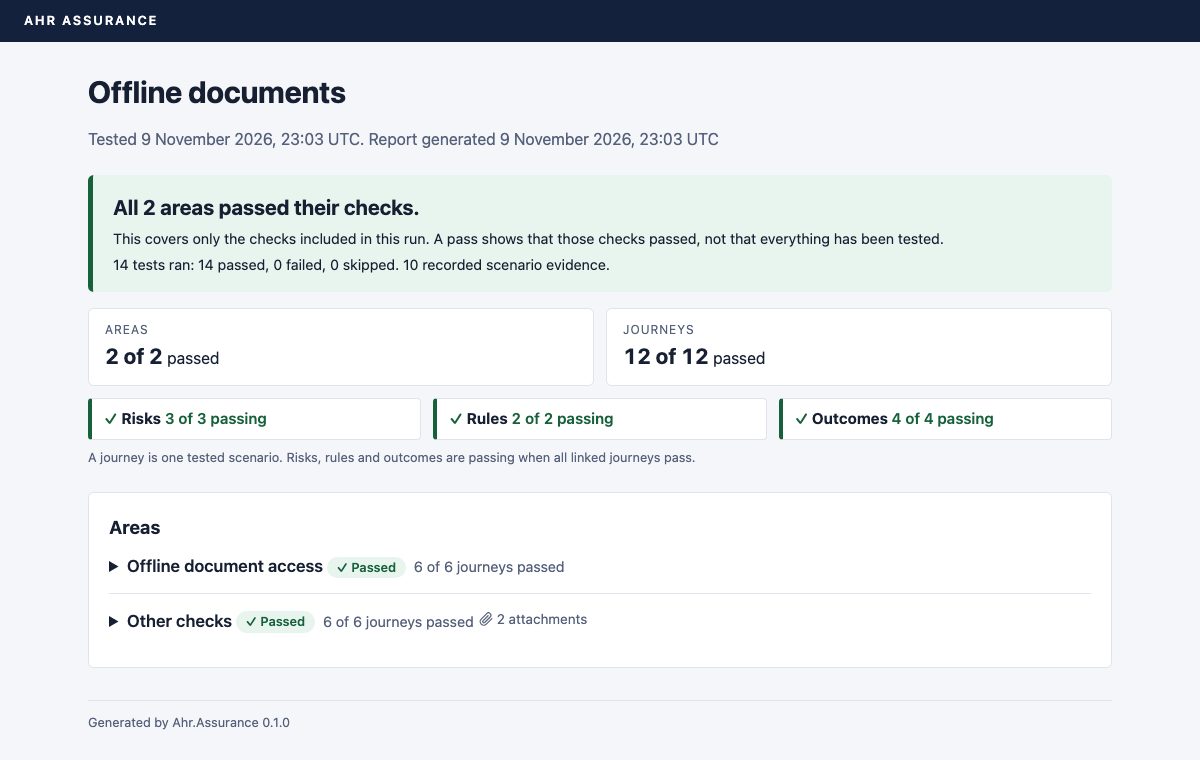 AHR ASSURANCE
Offline documents
Tested 9 November 2026, 23:03 UTC. Report generated 9 November 2026, 23:03 UTC
All 2 areas passed their checks.
This covers only the checks included in this run. A pass shows that those checks passed, not that everything has been tested.
14 tests ran: 14 passed, 0 failed, 0 skipped. 10 recorded scenario evidence.
AREAS
2 of 2 passed
JOURNEYS
12 of 12 passed
✓ Risks 3 of 3 passing
✓ Rules 2 of 2 passing
✓ Outcomes 4 of 4 passing
A journey is one tested scenario. Risks, rules and outcomes are passing when all linked journeys pass.
Areas
Offline document access ✓ Passed 6 of 6 journeys passed
Other checks ✓ Passed 6 of 6 journeys passed 2 attachments
Generated by Ahr.Assurance 0.1.0